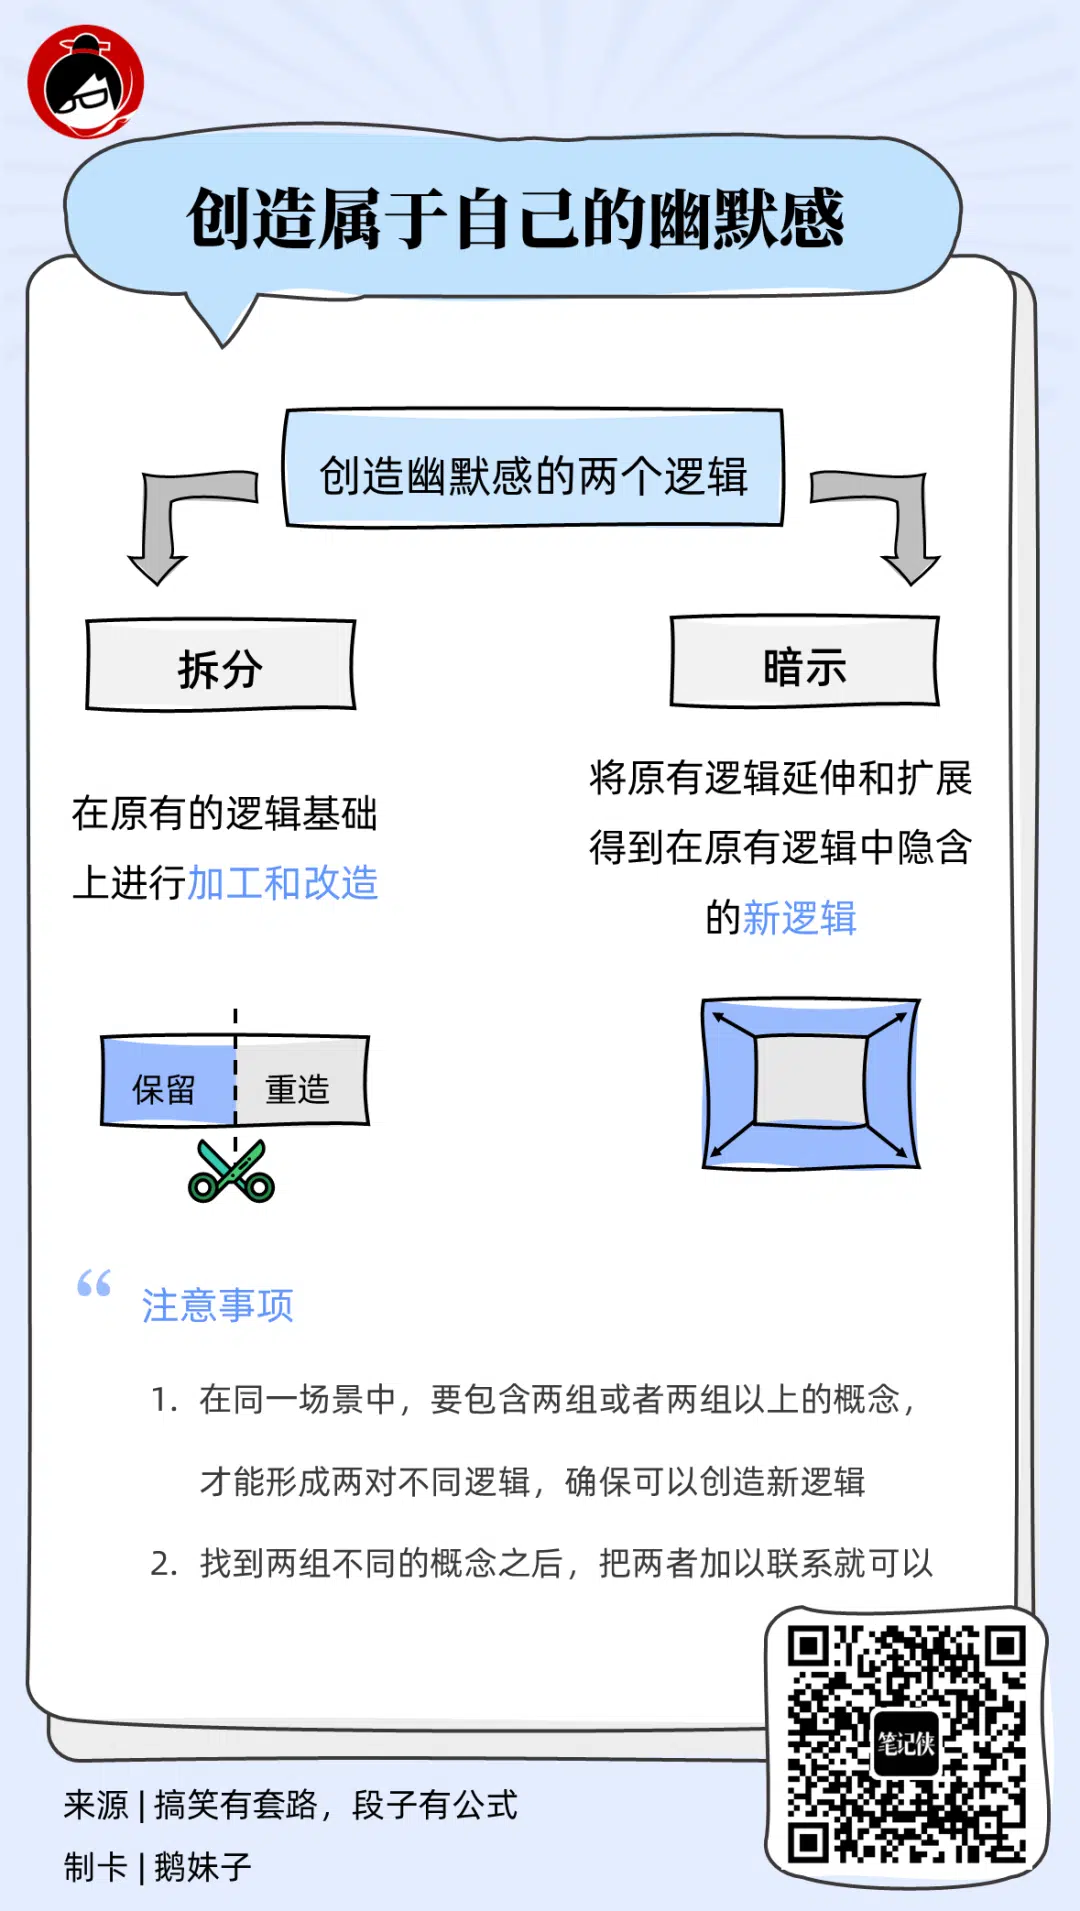 创造属于自己的幽默感
创造幽默感的两个逻辑
拆分
在原有的逻辑基础
上进行加工和改造
保留
重造
暗示
将原有逻辑延伸和扩展
得到在原有逻辑中隐含
的新逻辑
“ 注意事项
1. 在同一场景中，要包含两组或者两组以上的概念，
才能形成两对不同逻辑，确保可以创造新逻辑
2. 找到两组不同的概念之后，把两者加以联系就可以
笔记侠
来源 | 搞笑有套路，段子有公式
制卡 | 鹅妹子